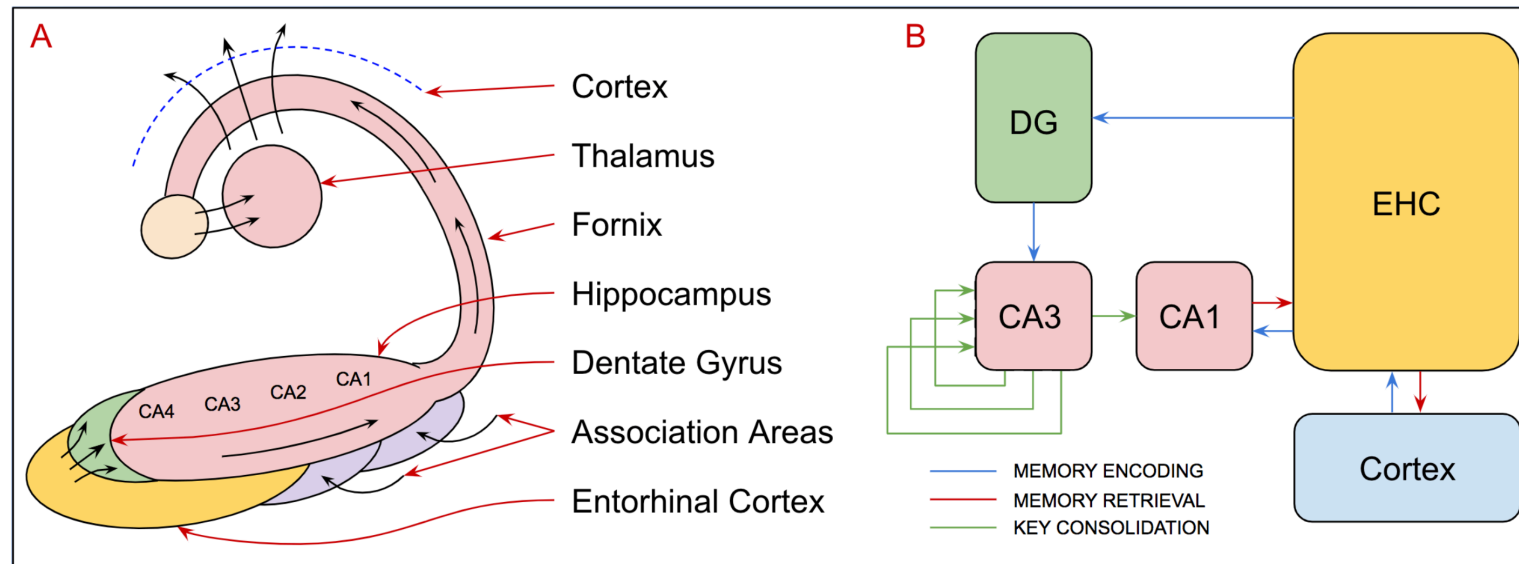 A
Cortex
Thalamus
Fornix
Hippocampus
Dentate Gyrus
Association Areas
Entorhinal Cortex
CA4
CA3
CA2
CA1
B
DG
EHC
CA3
CA1
Cortex
MEMORY ENCODING
MEMORY RETRIEVAL
KEY CONSOLIDATION